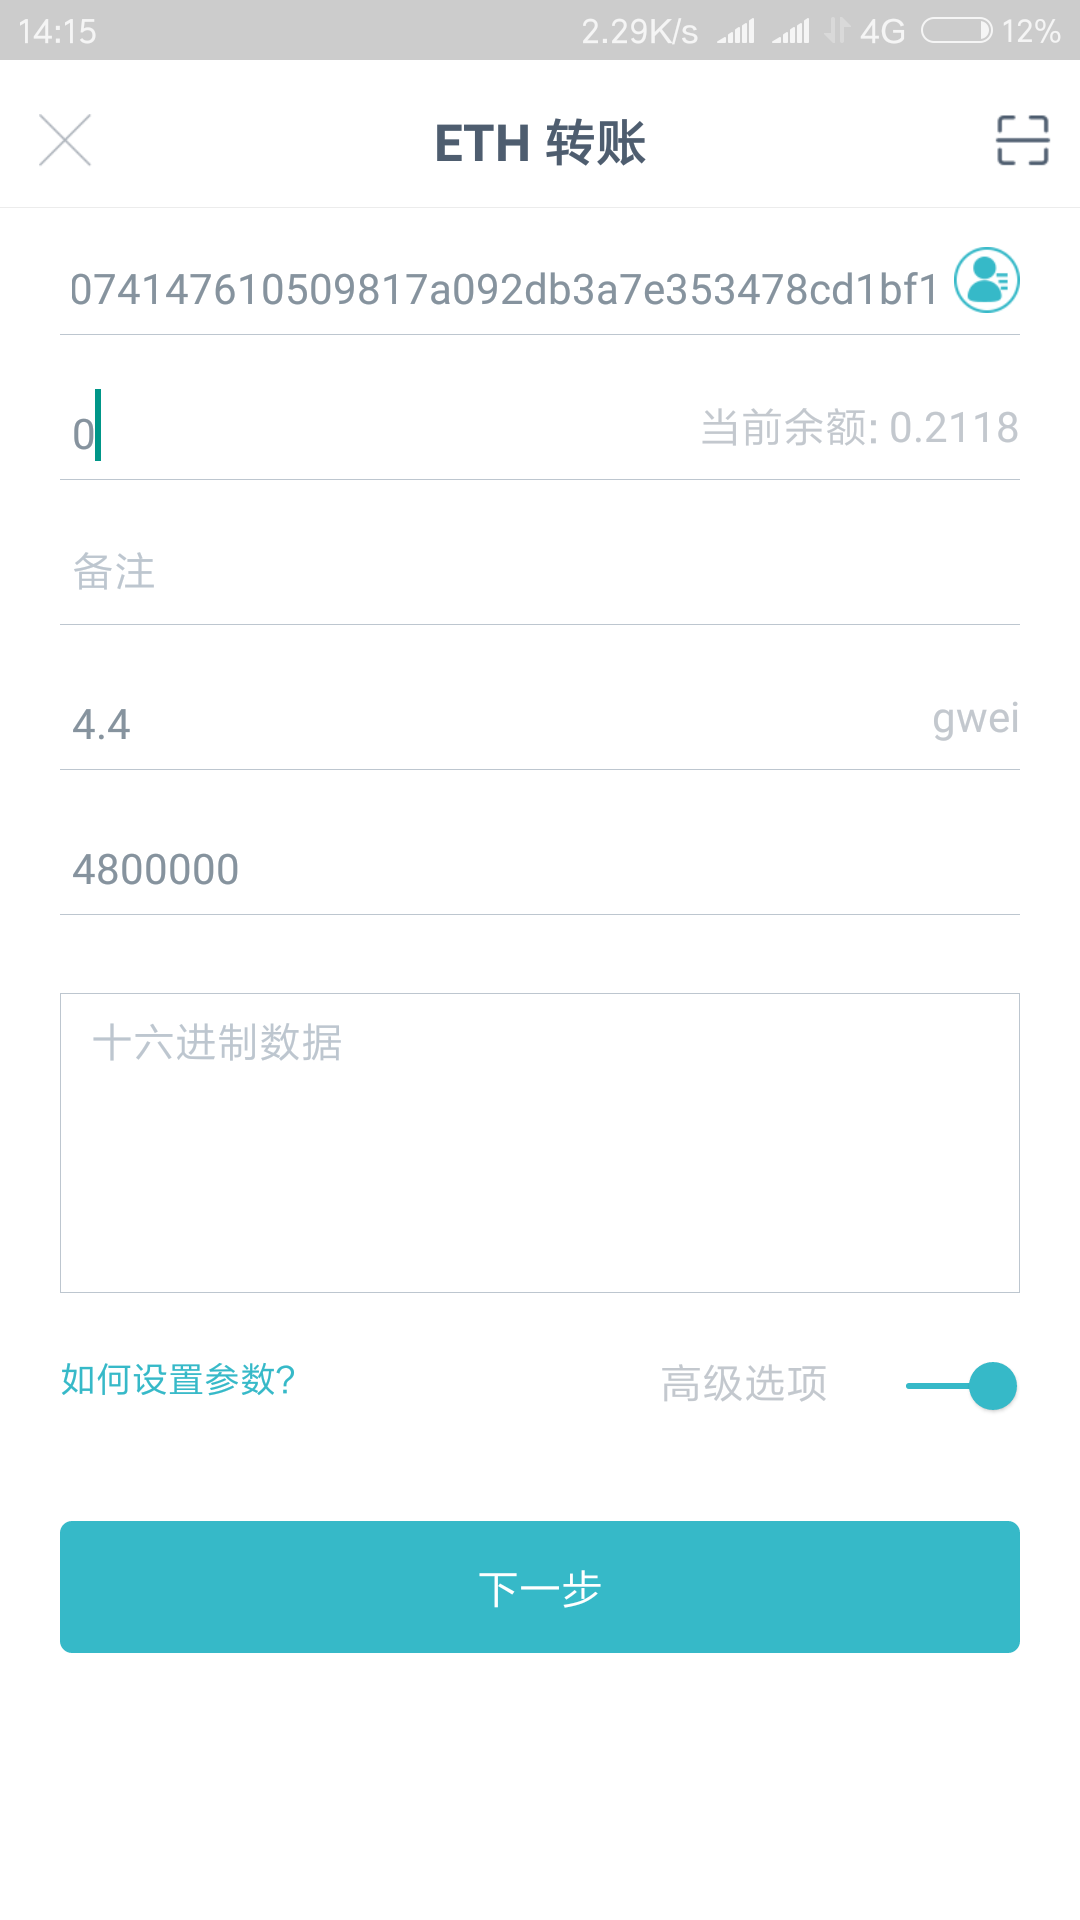 14:15 2.29K/s 4G 12%
ETH 转账
074147610509817a092db3a7e353478cd1bf1
0 当前余额: 0.2118
备注
4.4 gwei
4800000
十六进制数据
如何设置参数? 高级选项
下一步